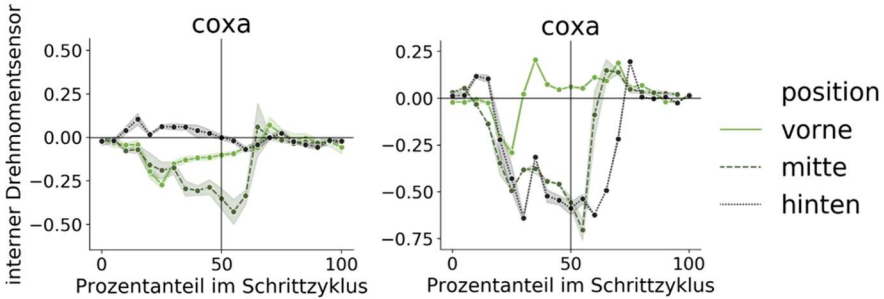 coxa
interner Drehmomentsensor
0.50
0.25
0.00
−0.25
−0.50
0
50
100
Prozentanteil im Schrittzyklus
coxa
0.25
0.00
−0.25
−0.50
−0.75
0
50
100
Prozentanteil im Schrittzyklus
position
vorne
mitte
hinten